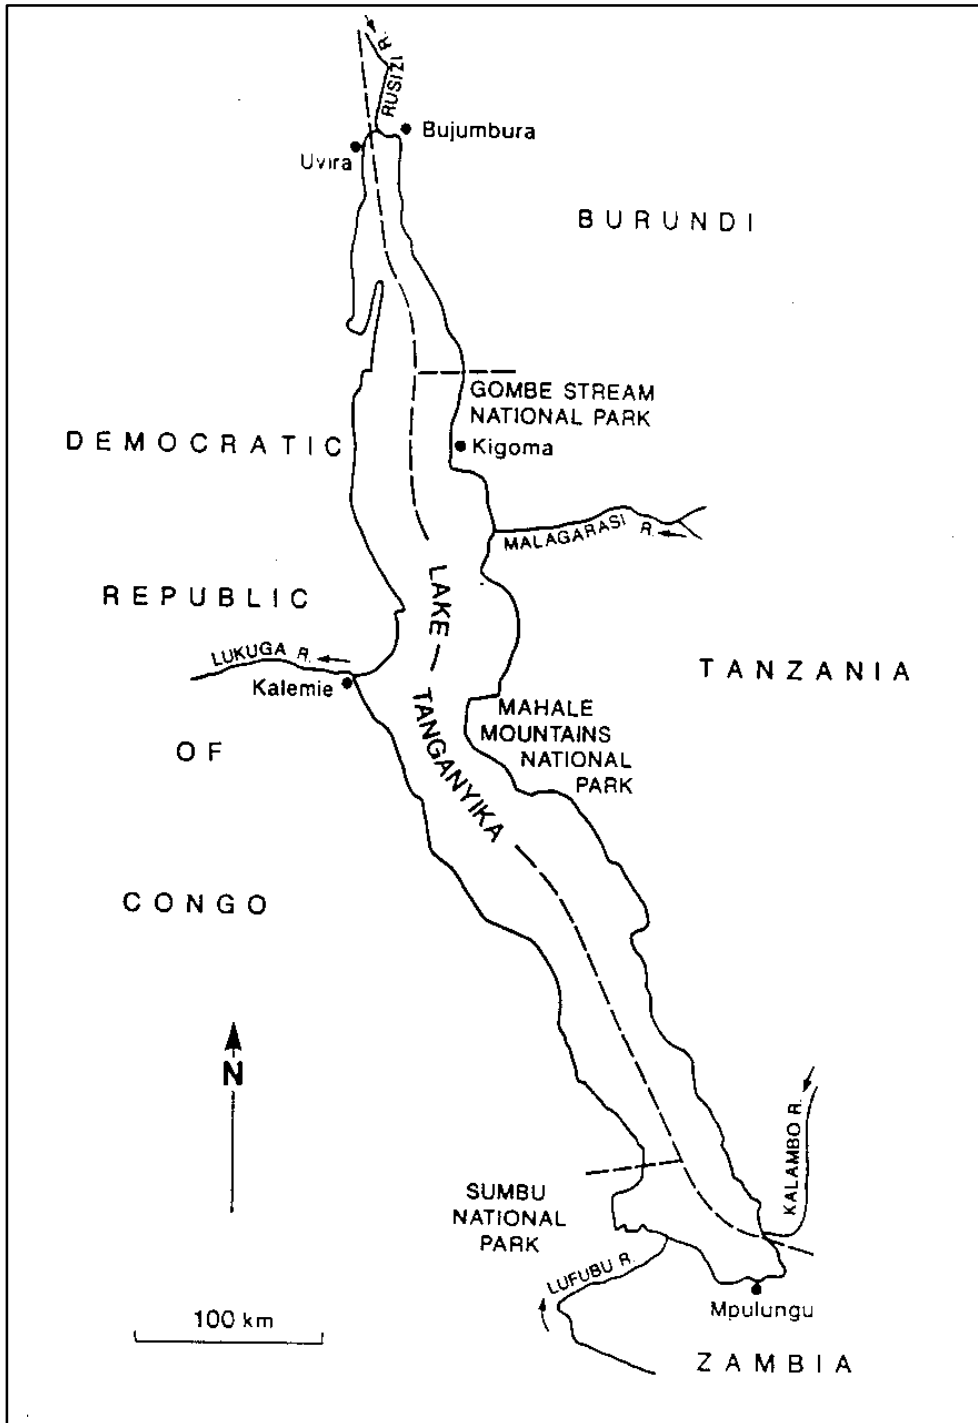 RUSIZI R.
Bujumbura
Uvira
BURUNDI
GOMBE STREAM
NATIONAL PARK
DEMOCRATIC
Kigoma
MALAGARASI R.
REPUBLIC
LUKUGA R.
Kalemie
LAKE
TANGANYIKA
TANZANIA
MAHALE
MOUNTAINS
NATIONAL
PARK
OF
CONGO
N
KALAMBO R.
SUMBU
NATIONAL
PARK
LUFUBU R.
Mpulungu
100 km
ZAMBIA